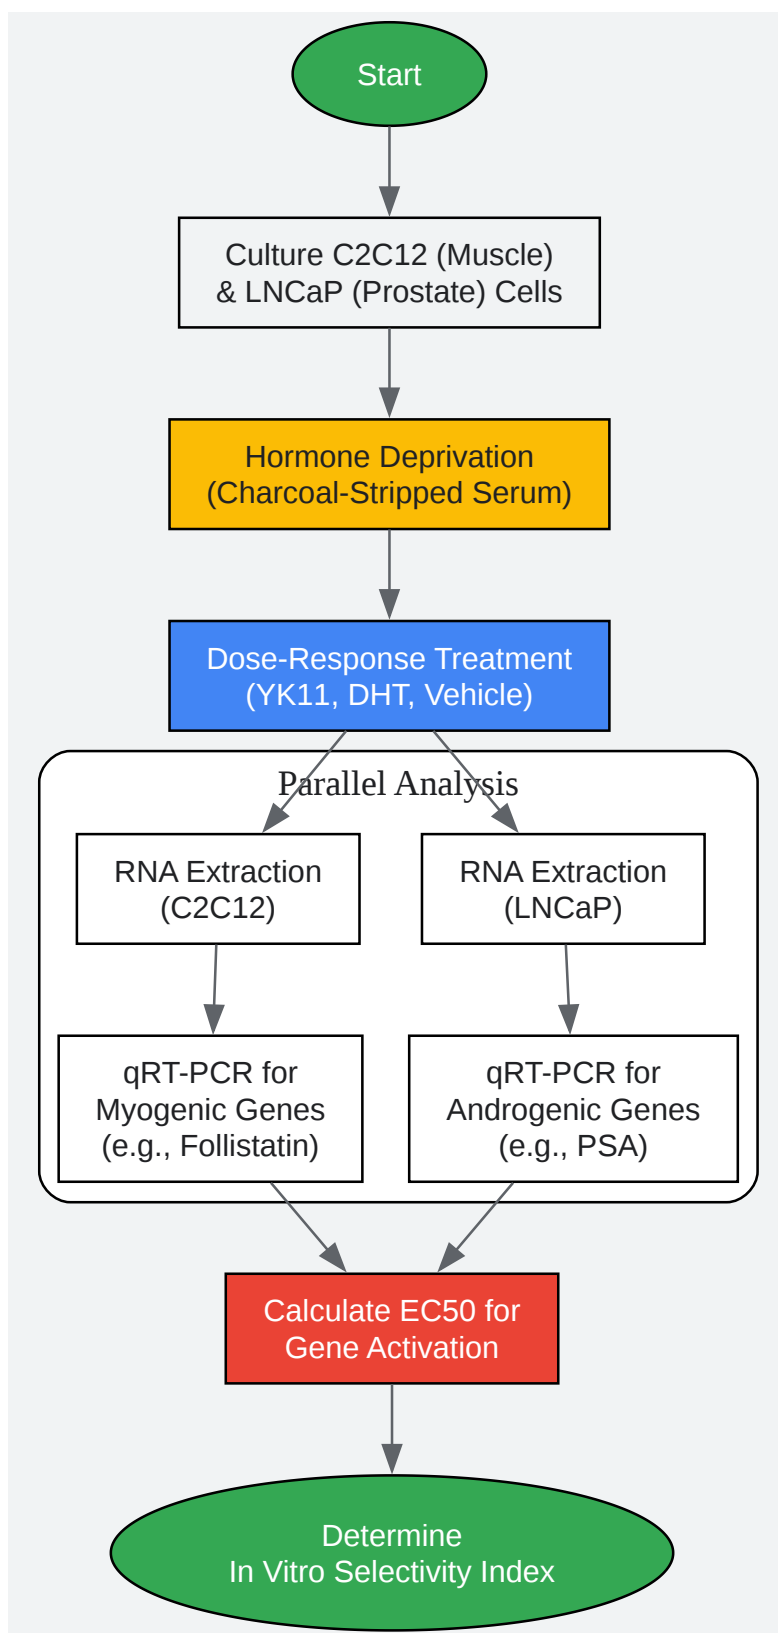 Start
Culture C2C12 (Muscle)
& LNCaP (Prostate) Cells
Hormone Deprivation
(Charcoal-Stripped Serum)
Dose-Response Treatment
(YK11, DHT, Vehicle)
Parallel Analysis
RNA Extraction
(C2C12)
RNA Extraction
(LNCaP)
qRT-PCR for
Myogenic Genes
(e.g., Follistatin)
qRT-PCR for
Androgenic Genes
(e.g., PSA)
Calculate EC50 for
Gene Activation
Determine
In Vitro Selectivity Index